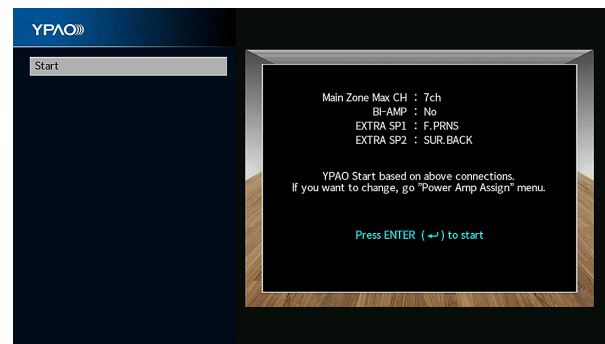 YPAO
Start
Main Zone Max CH : 7ch
BI-AMP : No
EXTRA SP1 : F.PRNS
EXTRA SP2 : SUR.BACK
YPAO Start based on above connections.
If you want to change, go "Power Amp Assign" menu.
Press ENTER (↵) to start